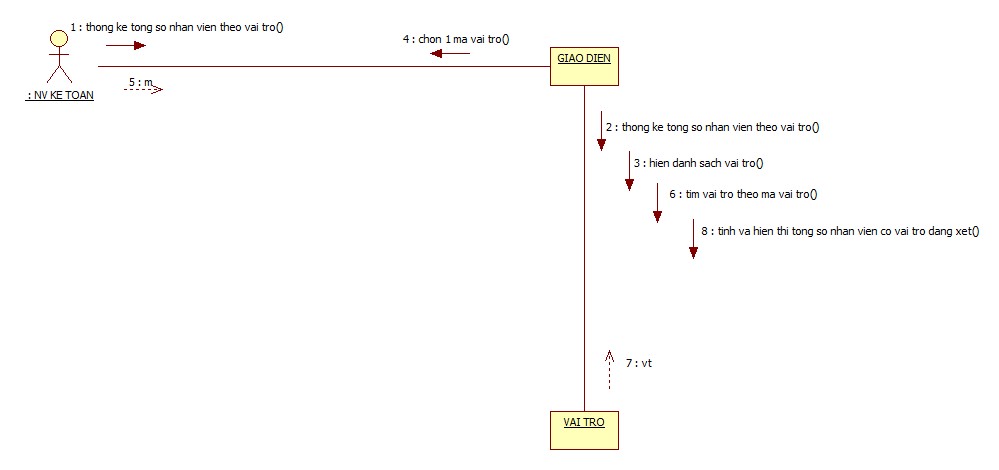 1 : thong ke tong so nhan vien theo vai tro()
4 : chon 1 ma vai tro()
GIAO DIEN
5 : m
: NV KE TOAN
2 : thong ke tong so nhan vien theo vai tro()
3 : hien danh sach vai tro()
6 : tim vai tro theo ma vai tro()
8 : tinh va hien thi tong so nhan vien co vai tro dang xet()
7 : vt
VAI TRO